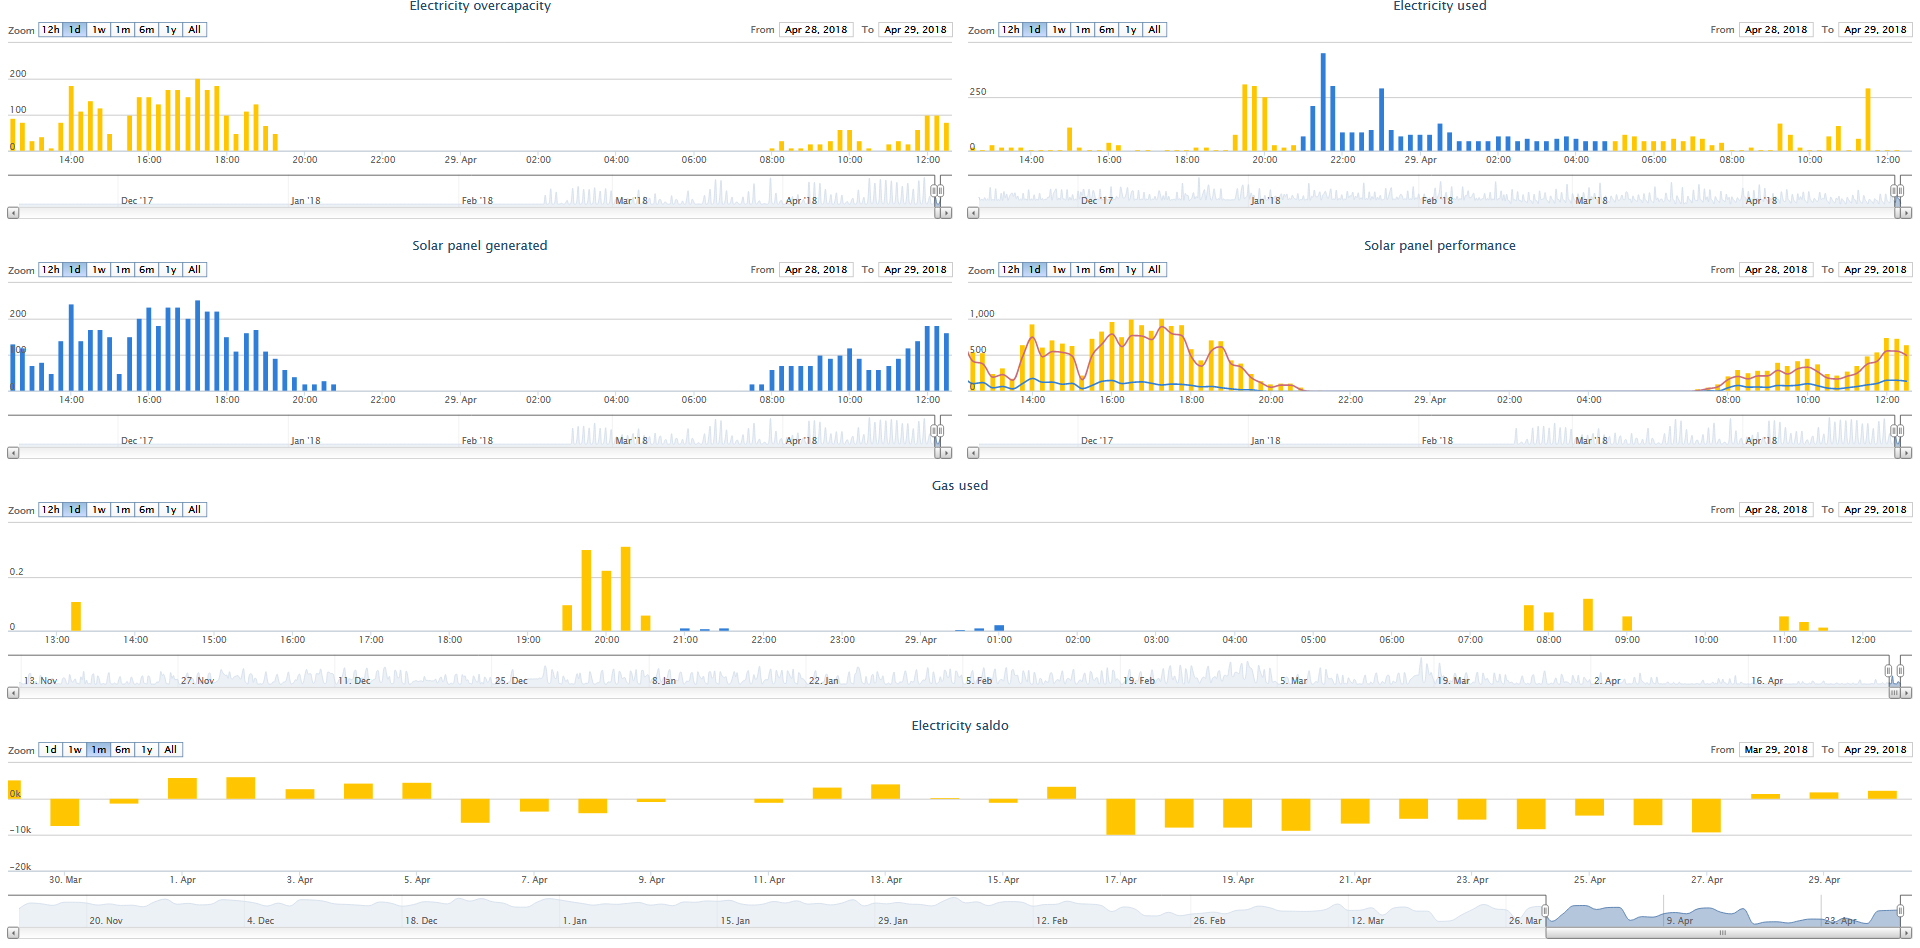 Electricity overcapacity
Zoom 12h 1d 1w 1m 6m 1y All From Apr 28, 2018 To Apr 29, 2018
200
100
0
14:00 16:00 18:00 20:00 22:00 29. Apr 02:00 04:00 06:00 08:00 10:00 12:00
Dec '17 Jan '18 Feb '18 Mar '18 Apr '18
Electricity used
Zoom 12h 1d 1w 1m 6m 1y All From Apr 28, 2018 To Apr 29, 2018
250
0
14:00 16:00 18:00 20:00 22:00 29. Apr 02:00 04:00 06:00 08:00 10:00 12:00
Dec '17 Jan '18 Feb '18 Mar '18 Apr '18
Solar panel generated
Zoom 12h 1d 1w 1m 6m 1y All From Apr 28, 2018 To Apr 29, 2018
200
100
0
14:00 16:00 18:00 20:00 22:00 29. Apr 02:00 04:00 06:00 08:00 10:00 12:00
Dec '17 Jan '18 Feb '18 Mar '18 Apr '18
Solar panel performance
Zoom 12h 1d 1w 1m 6m 1y All From Apr 28, 2018 To Apr 29, 2018
1,000
500
0
14:00 16:00 18:00 20:00 22:00 29. Apr 02:00 04:00 08:00 10:00 12:00
Dec '17 Jan '18 Feb '18 Mar '18 Apr '18
Gas used
Zoom 12h 1d 1w 1m 6m 1y All From Apr 28, 2018 To Apr 29, 2018
0.2
0
13:00 14:00 15:00 16:00 17:00 18:00 19:00 20:00 21:00 22:00 23:00 29. Apr 01:00 02:00 03:00 04:00 05:00 06:00 07:00 08:00 09:00 10:00 11:00 12:00
13. Nov 27. Nov 11. Dec 25. Dec 8. Jan 22. Jan 5. Feb 19. Feb 5. Mar 19. Mar 2. Apr 16. Apr
Electricity saldo
Zoom 1d 1w 1m 6m 1y All From Mar 29, 2018 To Apr 29, 2018
0k
-10k
-20k
30. Mar 1. Apr 3. Apr 5. Apr 7. Apr 9. Apr 11. Apr 13. Apr 15. Apr 17. Apr 19. Apr 21. Apr 23. Apr 25. Apr 27. Apr 29. Apr
20. Nov 4. Dec 18. Dec 1. Jan 15. Jan 29. Jan 12. Feb 26. Feb 12. Mar 26. Mar 9. Apr 23. Apr